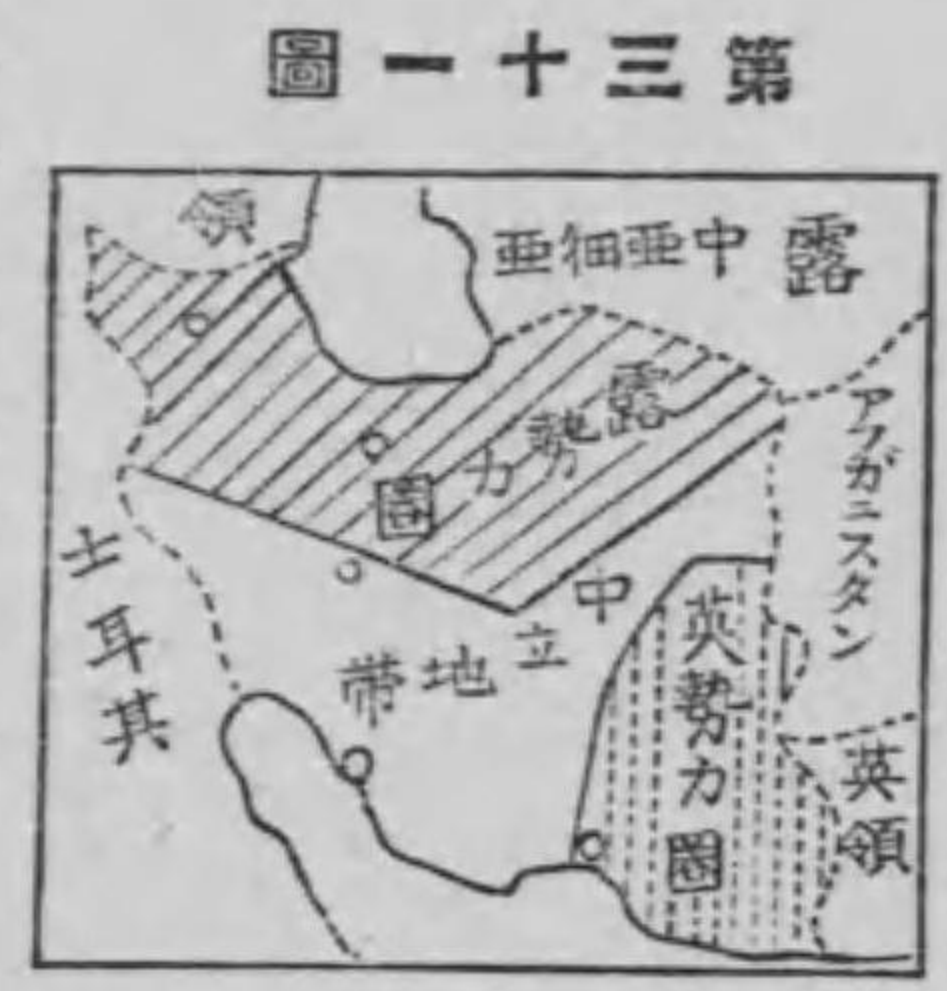 第三十一圖
露領
中亜細亜
露勢力圏
アフガニスタン
土耳其
中立地帯
英勢力圏
英領